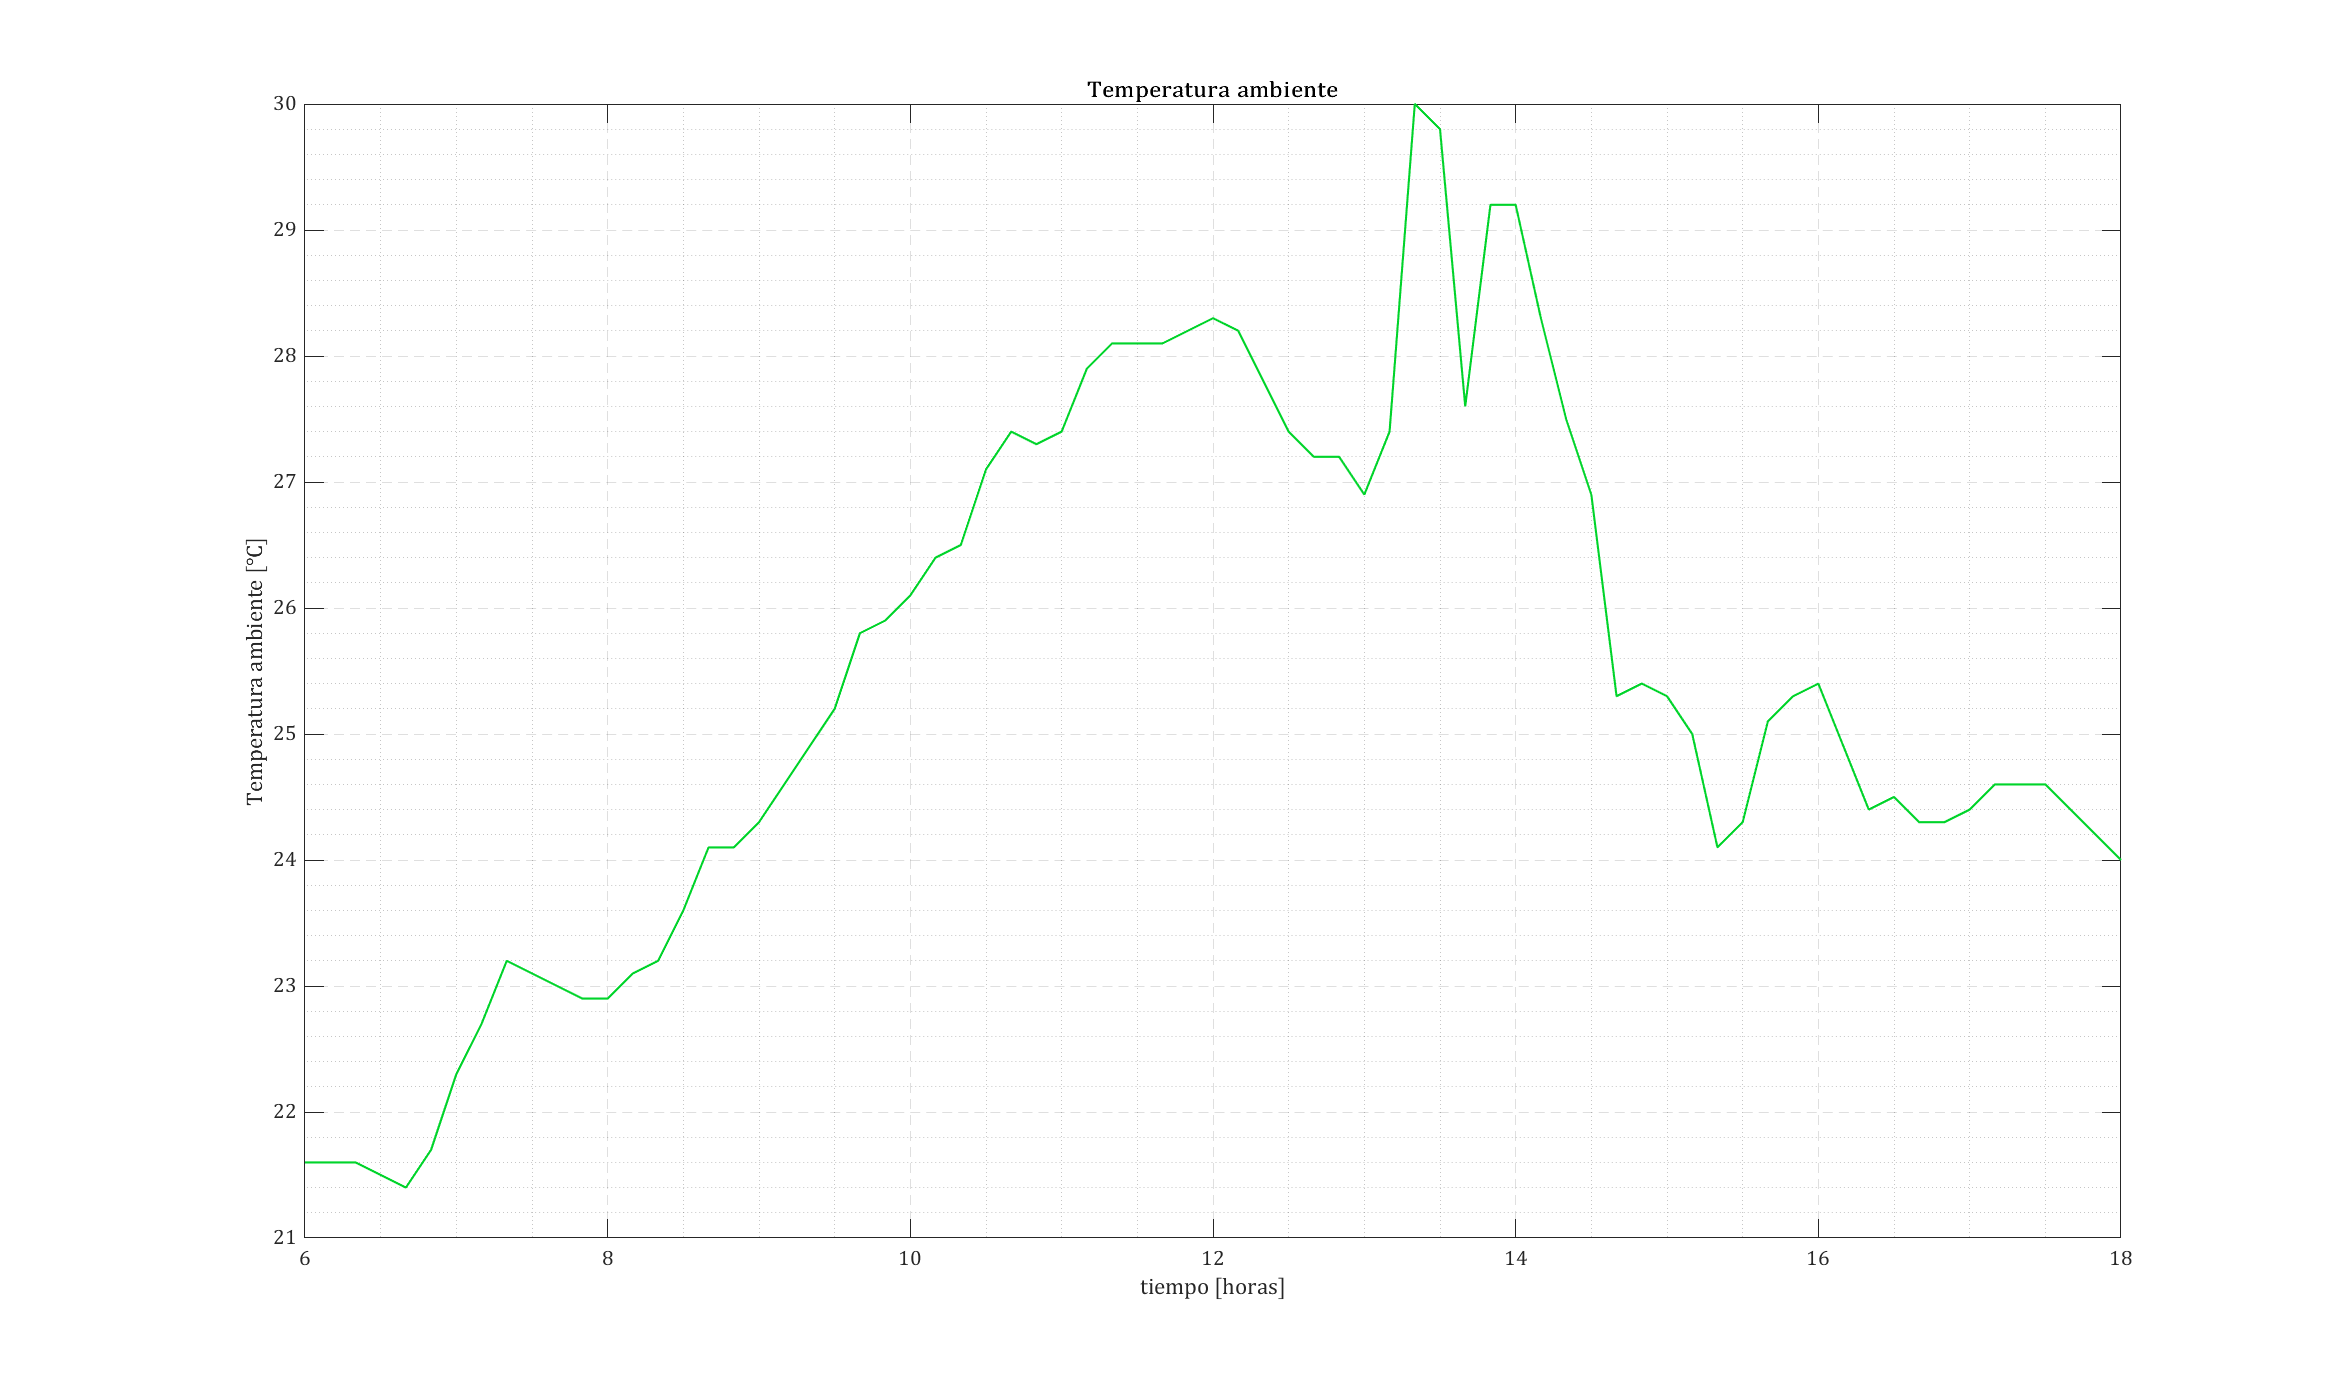 Temperatura ambiente
30
29
28
27
26
25
24
23
22
21
Temperatura ambiente [°C]
6 8 10 12 14 16 18
tiempo [horas]